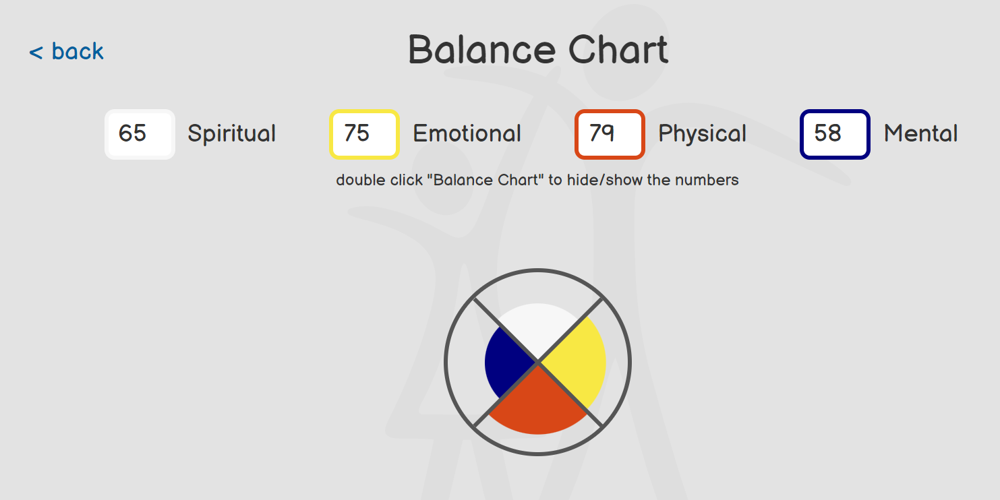 < back
Balance Chart
65 Spiritual 75 Emotional 79 Physical 58 Mental
double click "Balance Chart" to hide/show the numbers